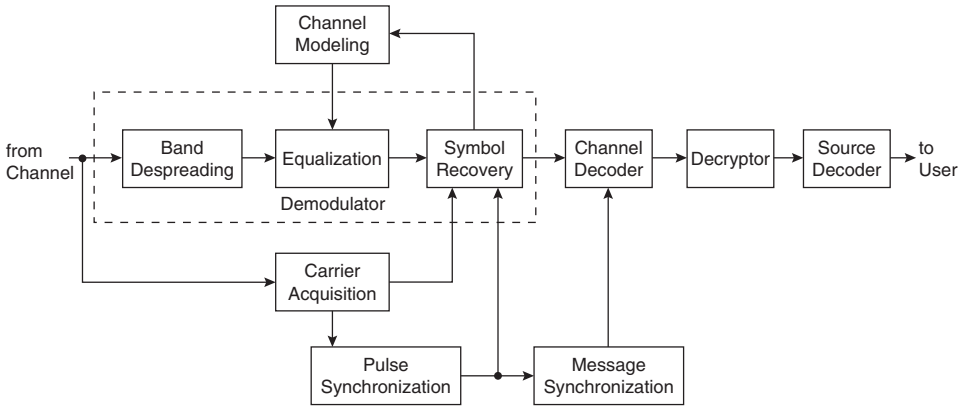 Channel
Modeling
from
Channel
Band
Despreading
Equalization
Symbol
Recovery
Channel
Decoder
Decryptor
Source
Decoder
to
User
Demodulator
Carrier
Acquisition
Pulse
Synchronization
Message
Synchronization